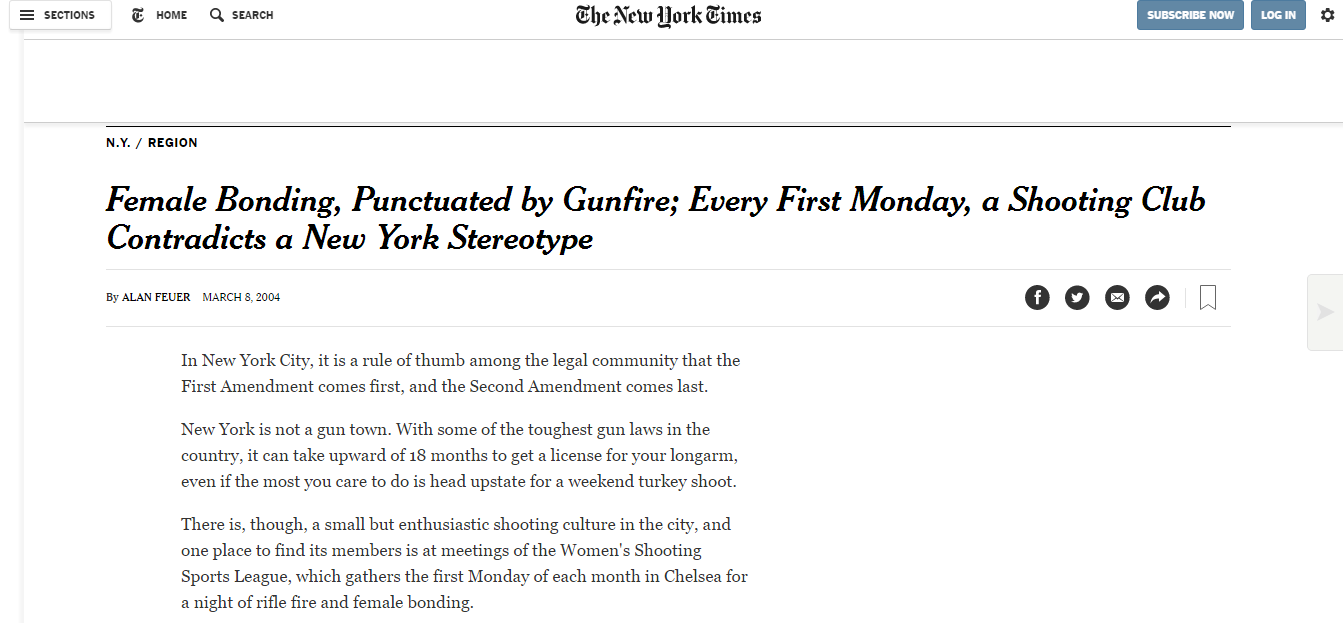 SECTIONS HOME SEARCH The New York Times SUBSCRIBE NOW LOG IN
N.Y. / REGION
Female Bonding, Punctuated by Gunfire; Every First Monday, a Shooting Club
Contradicts a New York Stereotype
By ALAN FEUER MARCH 8, 2004
In New York City, it is a rule of thumb among the legal community that the
First Amendment comes first, and the Second Amendment comes last.
New York is not a gun town. With some of the toughest gun laws in the
country, it can take upward of 18 months to get a license for your longarm,
even if the most you care to do is head upstate for a weekend turkey shoot.
There is, though, a small but enthusiastic shooting culture in the city, and
one place to find its members is at meetings of the Women's Shooting
Sports League, which gathers the first Monday of each month in Chelsea for
a night of rifle fire and female bonding.